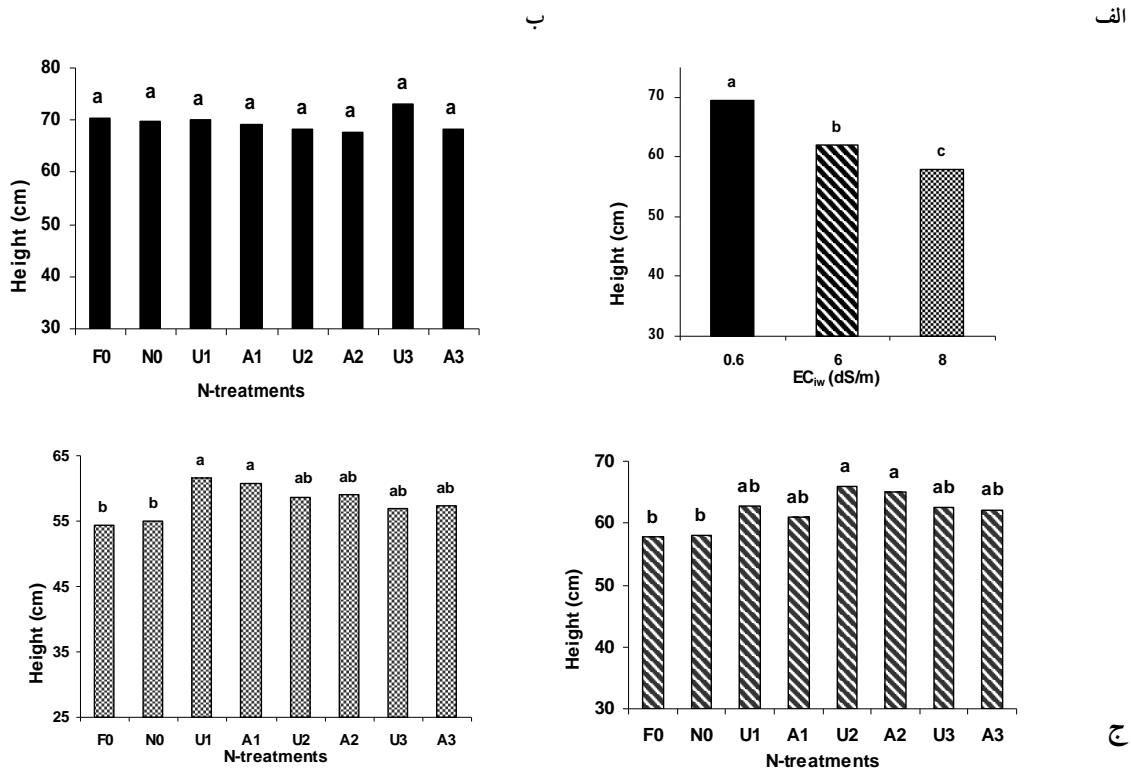 الف
ب
a
b
c
70
60
50
40
30
Height (cm)
0.6 6 8
ECiw (dS/m)
a a a a a a a a
80
70
60
50
40
30
Height (cm)
F0 N0 U1 A1 U2 A2 U3 A3
N-treatments
ج
b b ab ab a a ab ab
70
60
50
40
30
Height (cm)
F0 N0 U1 A1 U2 A2 U3 A3
N-treatments
b b a a ab ab ab ab
65
55
45
35
25
Height (cm)
F0 N0 U1 A1 U2 A2 U3 A3
N-treatments